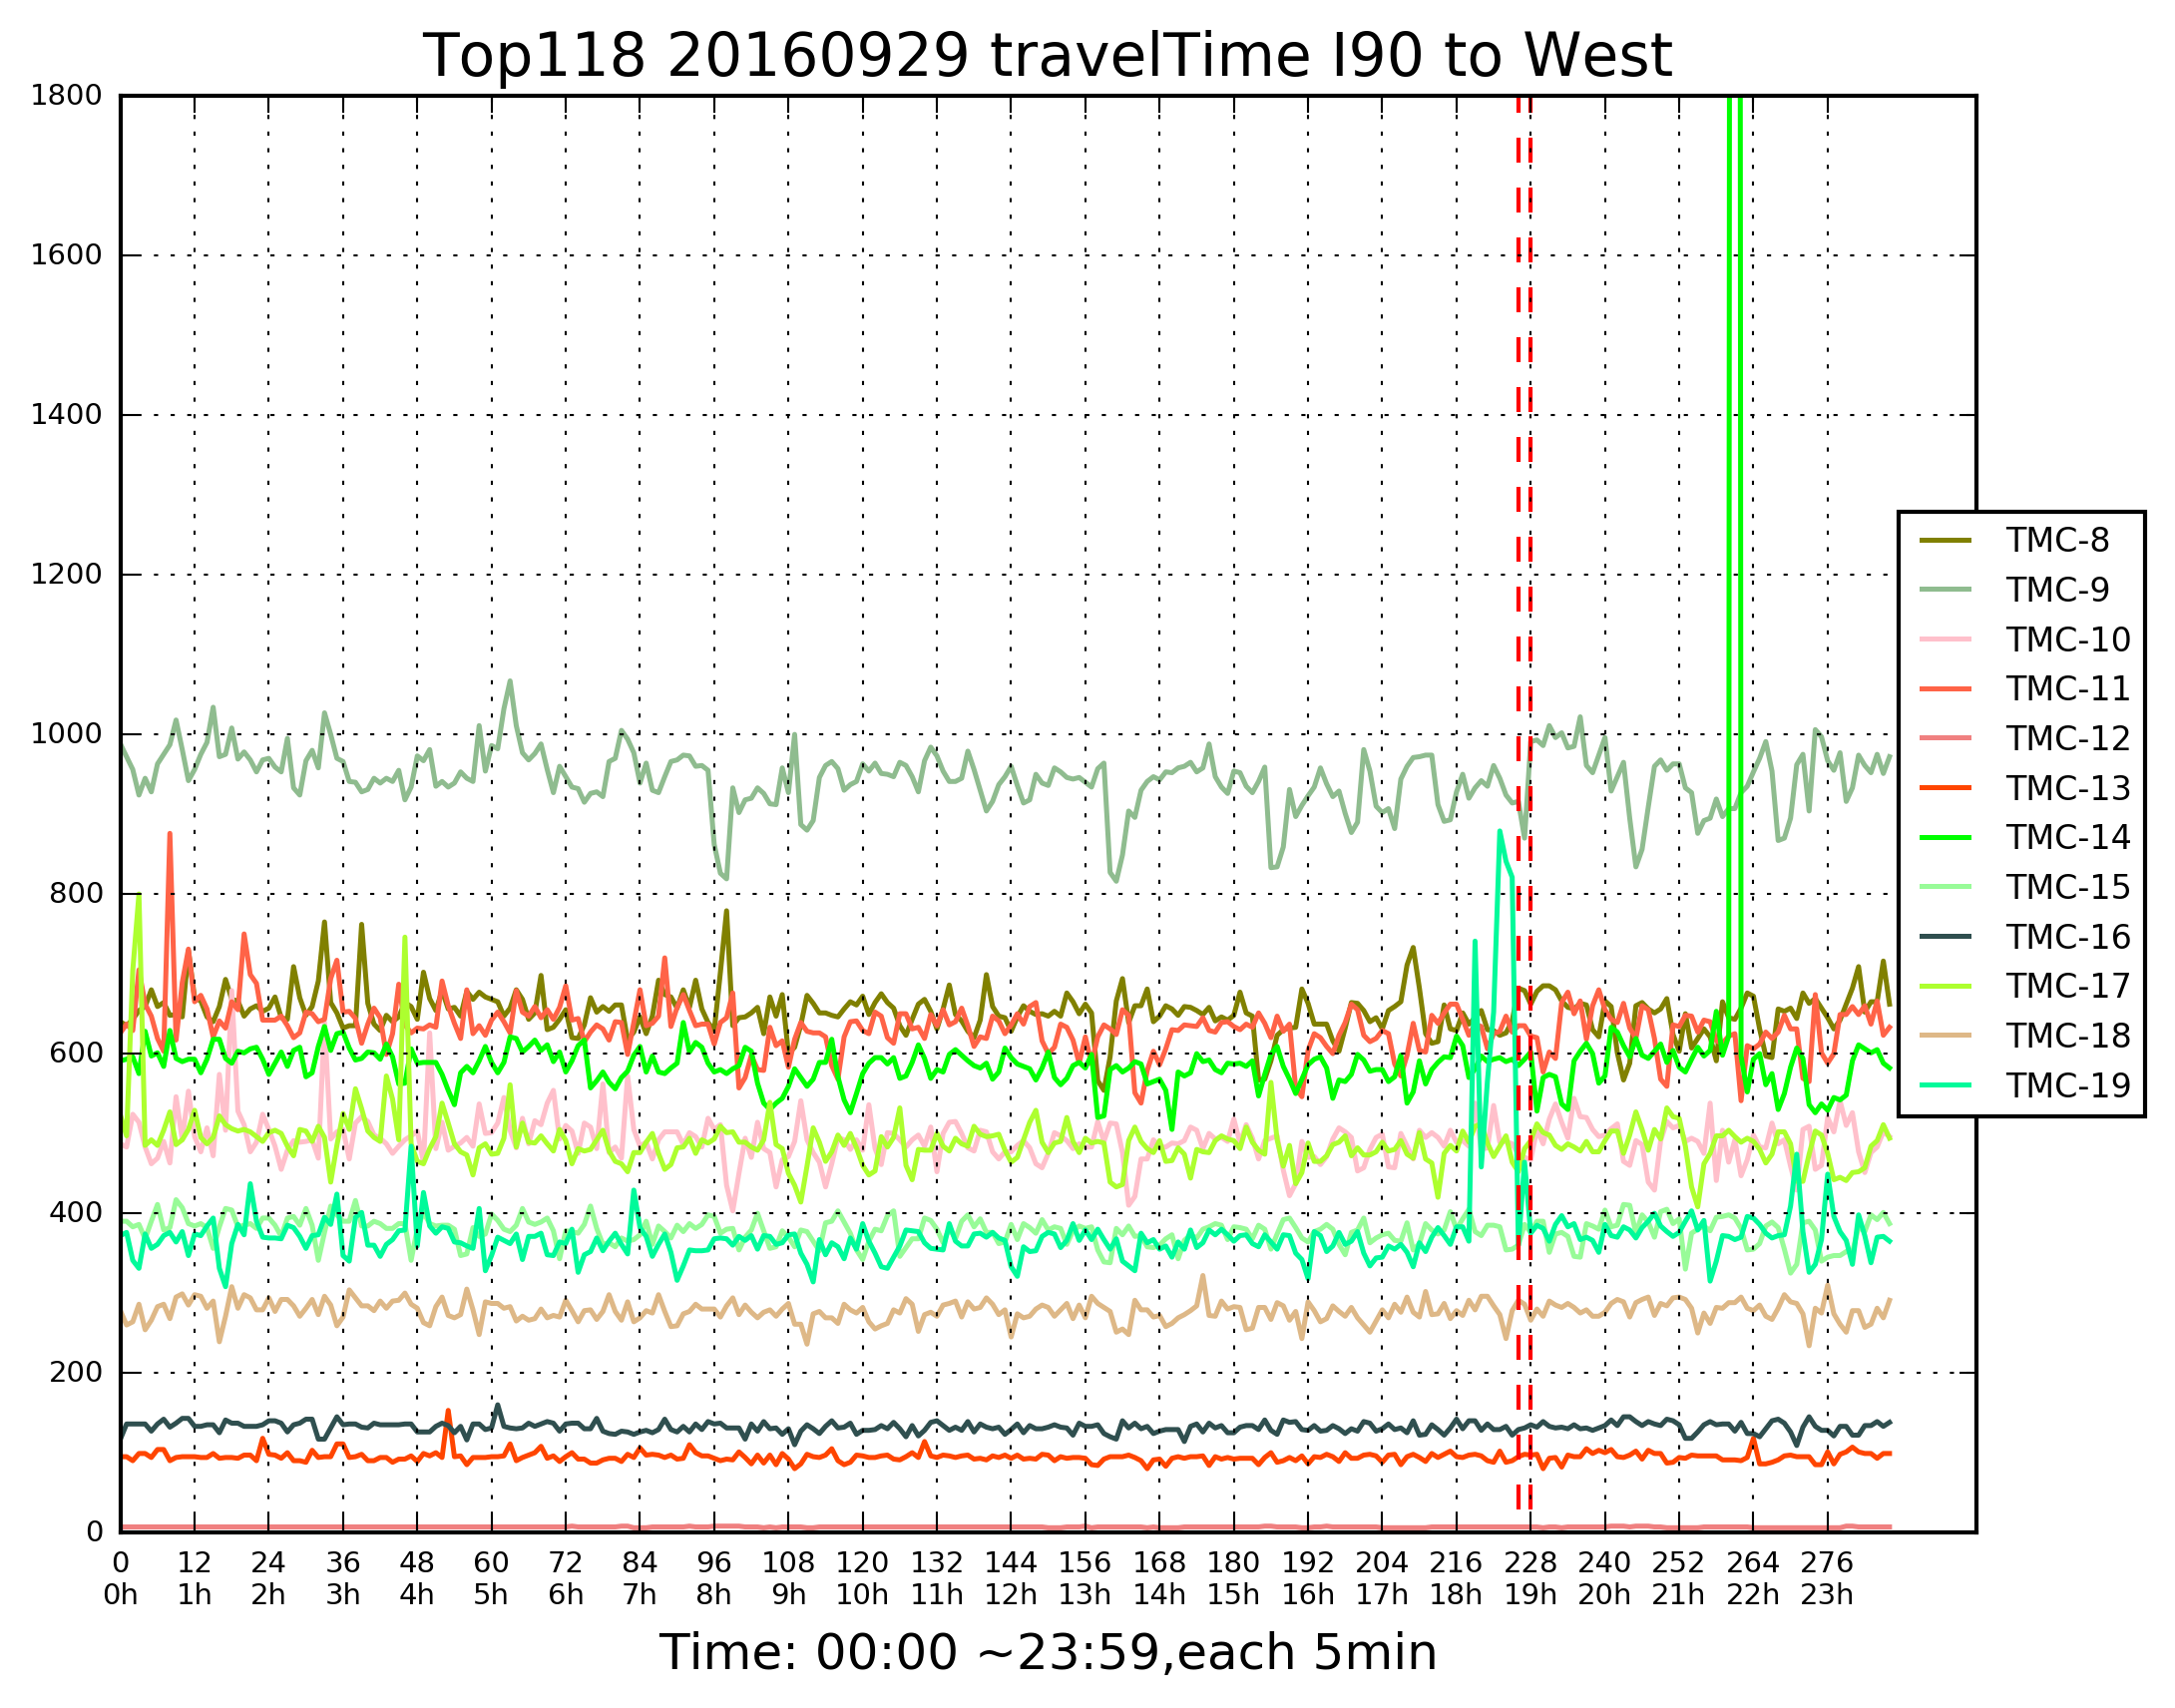 Top118 20160929 travelTime I90 to West
1800
1600
1400
1200
1000
800
600
400
200
0
TMC-8
TMC-9
TMC-10
TMC-11
TMC-12
TMC-13
TMC-14
TMC-15
TMC-16
TMC-17
TMC-18
TMC-19
0 12 24 36 48 60 72 84 96 108 120 132 144 156 168 180 192 204 216 228 240 252 264 276
0h 1h 2h 3h 4h 5h 6h 7h 8h 9h 10h 11h 12h 13h 14h 15h 16h 17h 18h 19h 20h 21h 22h 23h
Time: 00:00 ~23:59,each 5min